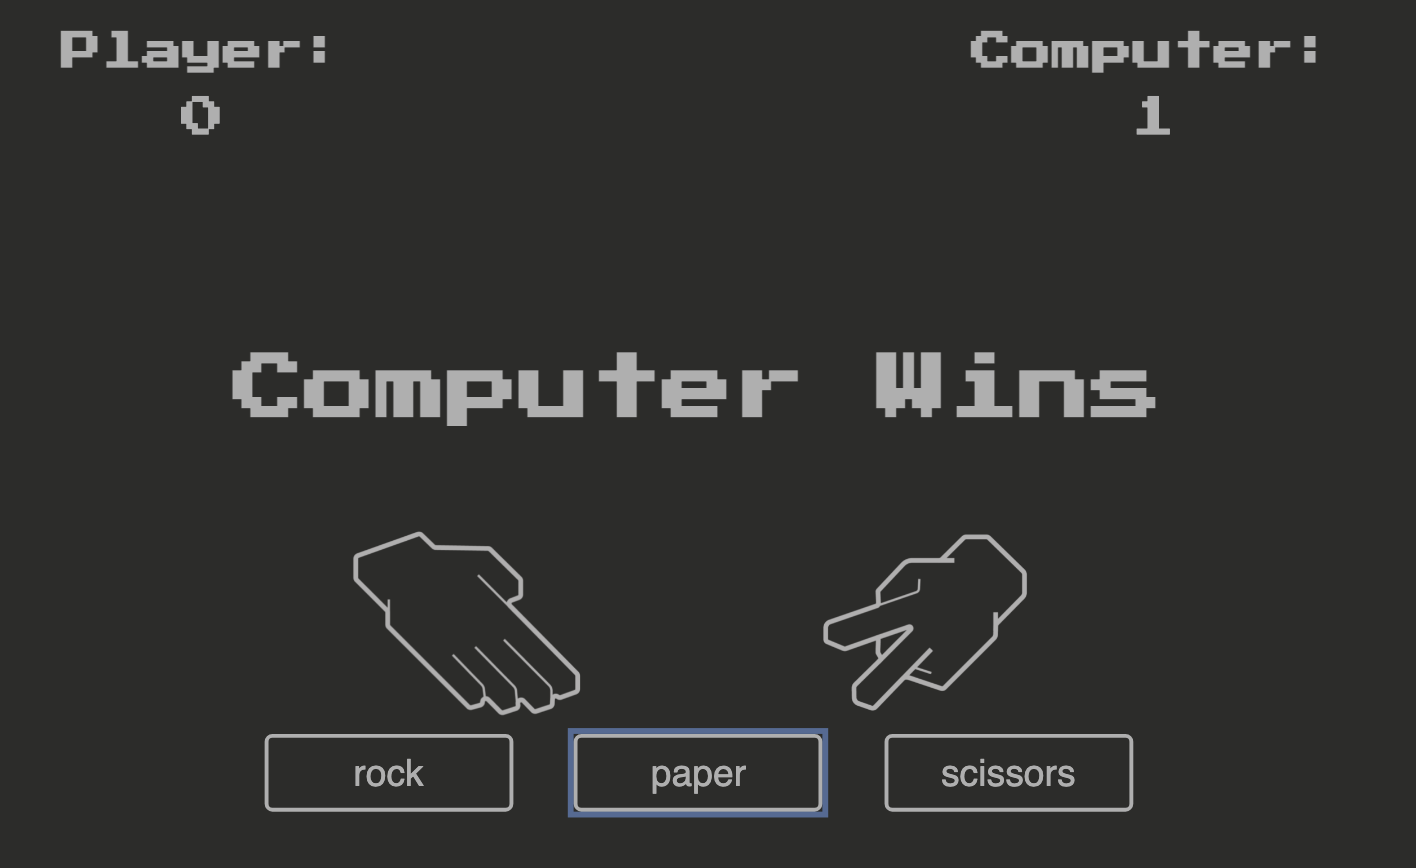 Player:
0
Computer:
1
Computer Wins
rock
paper
scissors